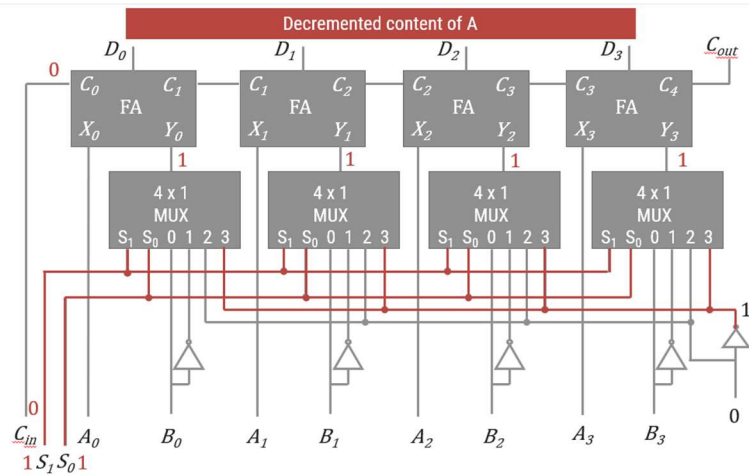 Decremented content of A
D₀ D₁ D₂ D₃ Cₒᵤₜ
0
C₀ C₁ C₁ C₂ C₂ C₃ C₃ C₄
FA FA FA FA
X₀ Y₀ X₁ Y₁ X₂ Y₂ X₃ Y₃
1 1 1 1
4 x 1 4 x 1 4 x 1 4 x 1
MUX MUX MUX MUX
S₁ S₀ 0 1 2 3 S₁ S₀ 0 1 2 3 S₁ S₀ 0 1 2 3 S₁ S₀ 0 1 2 3
1
0
0
Cᵢₙ A₀ B₀ A₁ B₁ A₂ B₂ A₃ B₃
1 S₁ S₀ 1